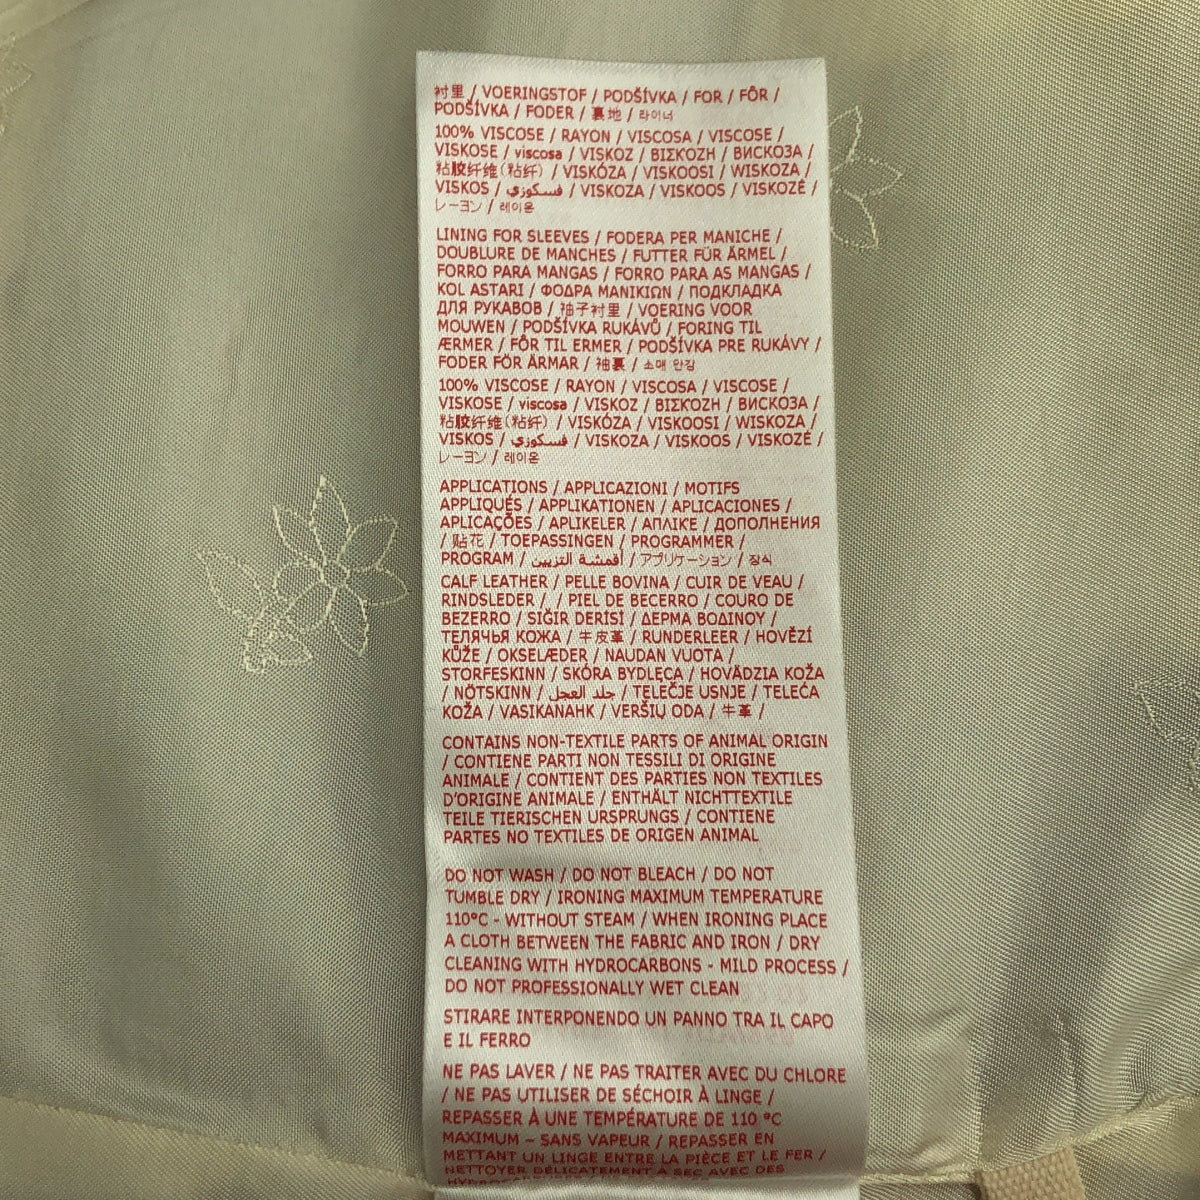 衬里 / VOERINGSTOF / PODŠÍVKA / FOR / FÔR /
PODŠÍVKA / FODER / 裏地 / 라이너
100% VISCOSE / RAYON / VISCOSA / VISCOSE /
VISKOSE / viscosa / VISKOZ / ΒΙΣΚΟΖΗ / ВИСКОЗА /
粘胶纤维(粘纤) / VISKÓZA / VISKOOSI / WISKOZA /
VISKOS / فسكوزي / VISKOZA / VISKOOS / VISKOZĖ /
レーヨン / 레이온
LINING FOR SLEEVES / FODERA PER MANICHE /
DOUBLURE DE MANCHES / FUTTER FÜR ÄRMEL /
FORRO PARA MANGAS / FORRO PARA AS MANGAS /
KOL ASTARI / ΦΟΔΡΑ ΜΑΝΙΚΙΩΝ / ПОДКЛАДКА
ДЛЯ РУКАВОВ / 袖子衬里 / VOERING VOOR
MOUWEN / PODŠÍVKA RUKÁVŮ / FORING TIL
ÆRMER / FÔR TIL ERMER / PODŠÍVKA PRE RUKÁVY /
FODER FÖR ÄRMAR / 袖裏 / 소매 안감
100% VISCOSE / RAYON / VISCOSA / VISCOSE /
VISKOSE / viscosa / VISKOZ / ΒΙΣΚΟΖΗ / ВИСКОЗА /
粘胶纤维(粘纤) / VISKÓZA / VISKOOSI / WISKOZA /
VISKOS / فسكوزي / VISKOZA / VISKOOS / VISKOZĖ /
レーヨン / 레이온
APPLICATIONS / APPLICAZIONI / MOTIFS
APPLIQUÉS / APPLIKATIONEN / APLICACIONES /
APLICAÇÕES / APLIKELER / ΑΠΛΙΚΕ / ДОПОЛНЕНИЯ
/ 贴花 / TOEPASSINGEN / PROGRAMMER /
PROGRAM / أقمشة التزيين / アプリケーション / 장식
CALF LEATHER / PELLE BOVINA / CUIR DE VEAU /
RINDSLEDER / / PIEL DE BECERRO / COURO DE
BEZERRO / SIĞIR DERİSİ / ΔΕΡΜΑ ΒΟΔΙΝΟΥ /
ТЕЛЯЧЬЯ КОЖА / 牛皮革 / RUNDERLEER / HOVĚZÍ
KŮŽE / OKSELÆDER / NAUDAN VUOTA /
STORFESKINN / SKÓRA BYDLĘCA / HOVÄDZIA KOŽA
/ NÖTSKINN / جلد العجل / TELEČJE USNJE / TELEĆA
KOŽA / VASIKANAHK / VERŠIŲ ODA / 牛革 /
CONTAINS NON-TEXTILE PARTS OF ANIMAL ORIGIN
/ CONTIENE PARTI NON TESSILI DI ORIGINE
ANIMALE / CONTIENT DES PARTIES NON TEXTILES
D'ORIGINE ANIMALE / ENTHÄLT NICHTTEXTILE
TEILE TIERISCHEN URSPRUNGS / CONTIENE
PARTES NO TEXTILES DE ORIGEN ANIMAL
DO NOT WASH / DO NOT BLEACH / DO NOT
TUMBLE DRY / IRONING MAXIMUM TEMPERATURE
110°C - WITHOUT STEAM / WHEN IRONING PLACE
A CLOTH BETWEEN THE FABRIC AND IRON / DRY
CLEANING WITH HYDROCARBONS - MILD PROCESS /
DO NOT PROFESSIONALLY WET CLEAN
STIRARE INTERPONENDO UN PANNO TRA IL CAPO
E IL FERRO
NE PAS LAVER / NE PAS TRAITER AVEC DU CHLORE
/ NE PAS UTILISER DE SÉCHOIR À LINGE /
REPASSER À UNE TEMPÉRATURE DE 110 °C
MAXIMUM – SANS VAPEUR / REPASSER EN
METTANT UN LINGE ENTRE LA PIÈCE ET LE FER /
NETTOYER DÉLICATEMENT À SEC AVEC DES